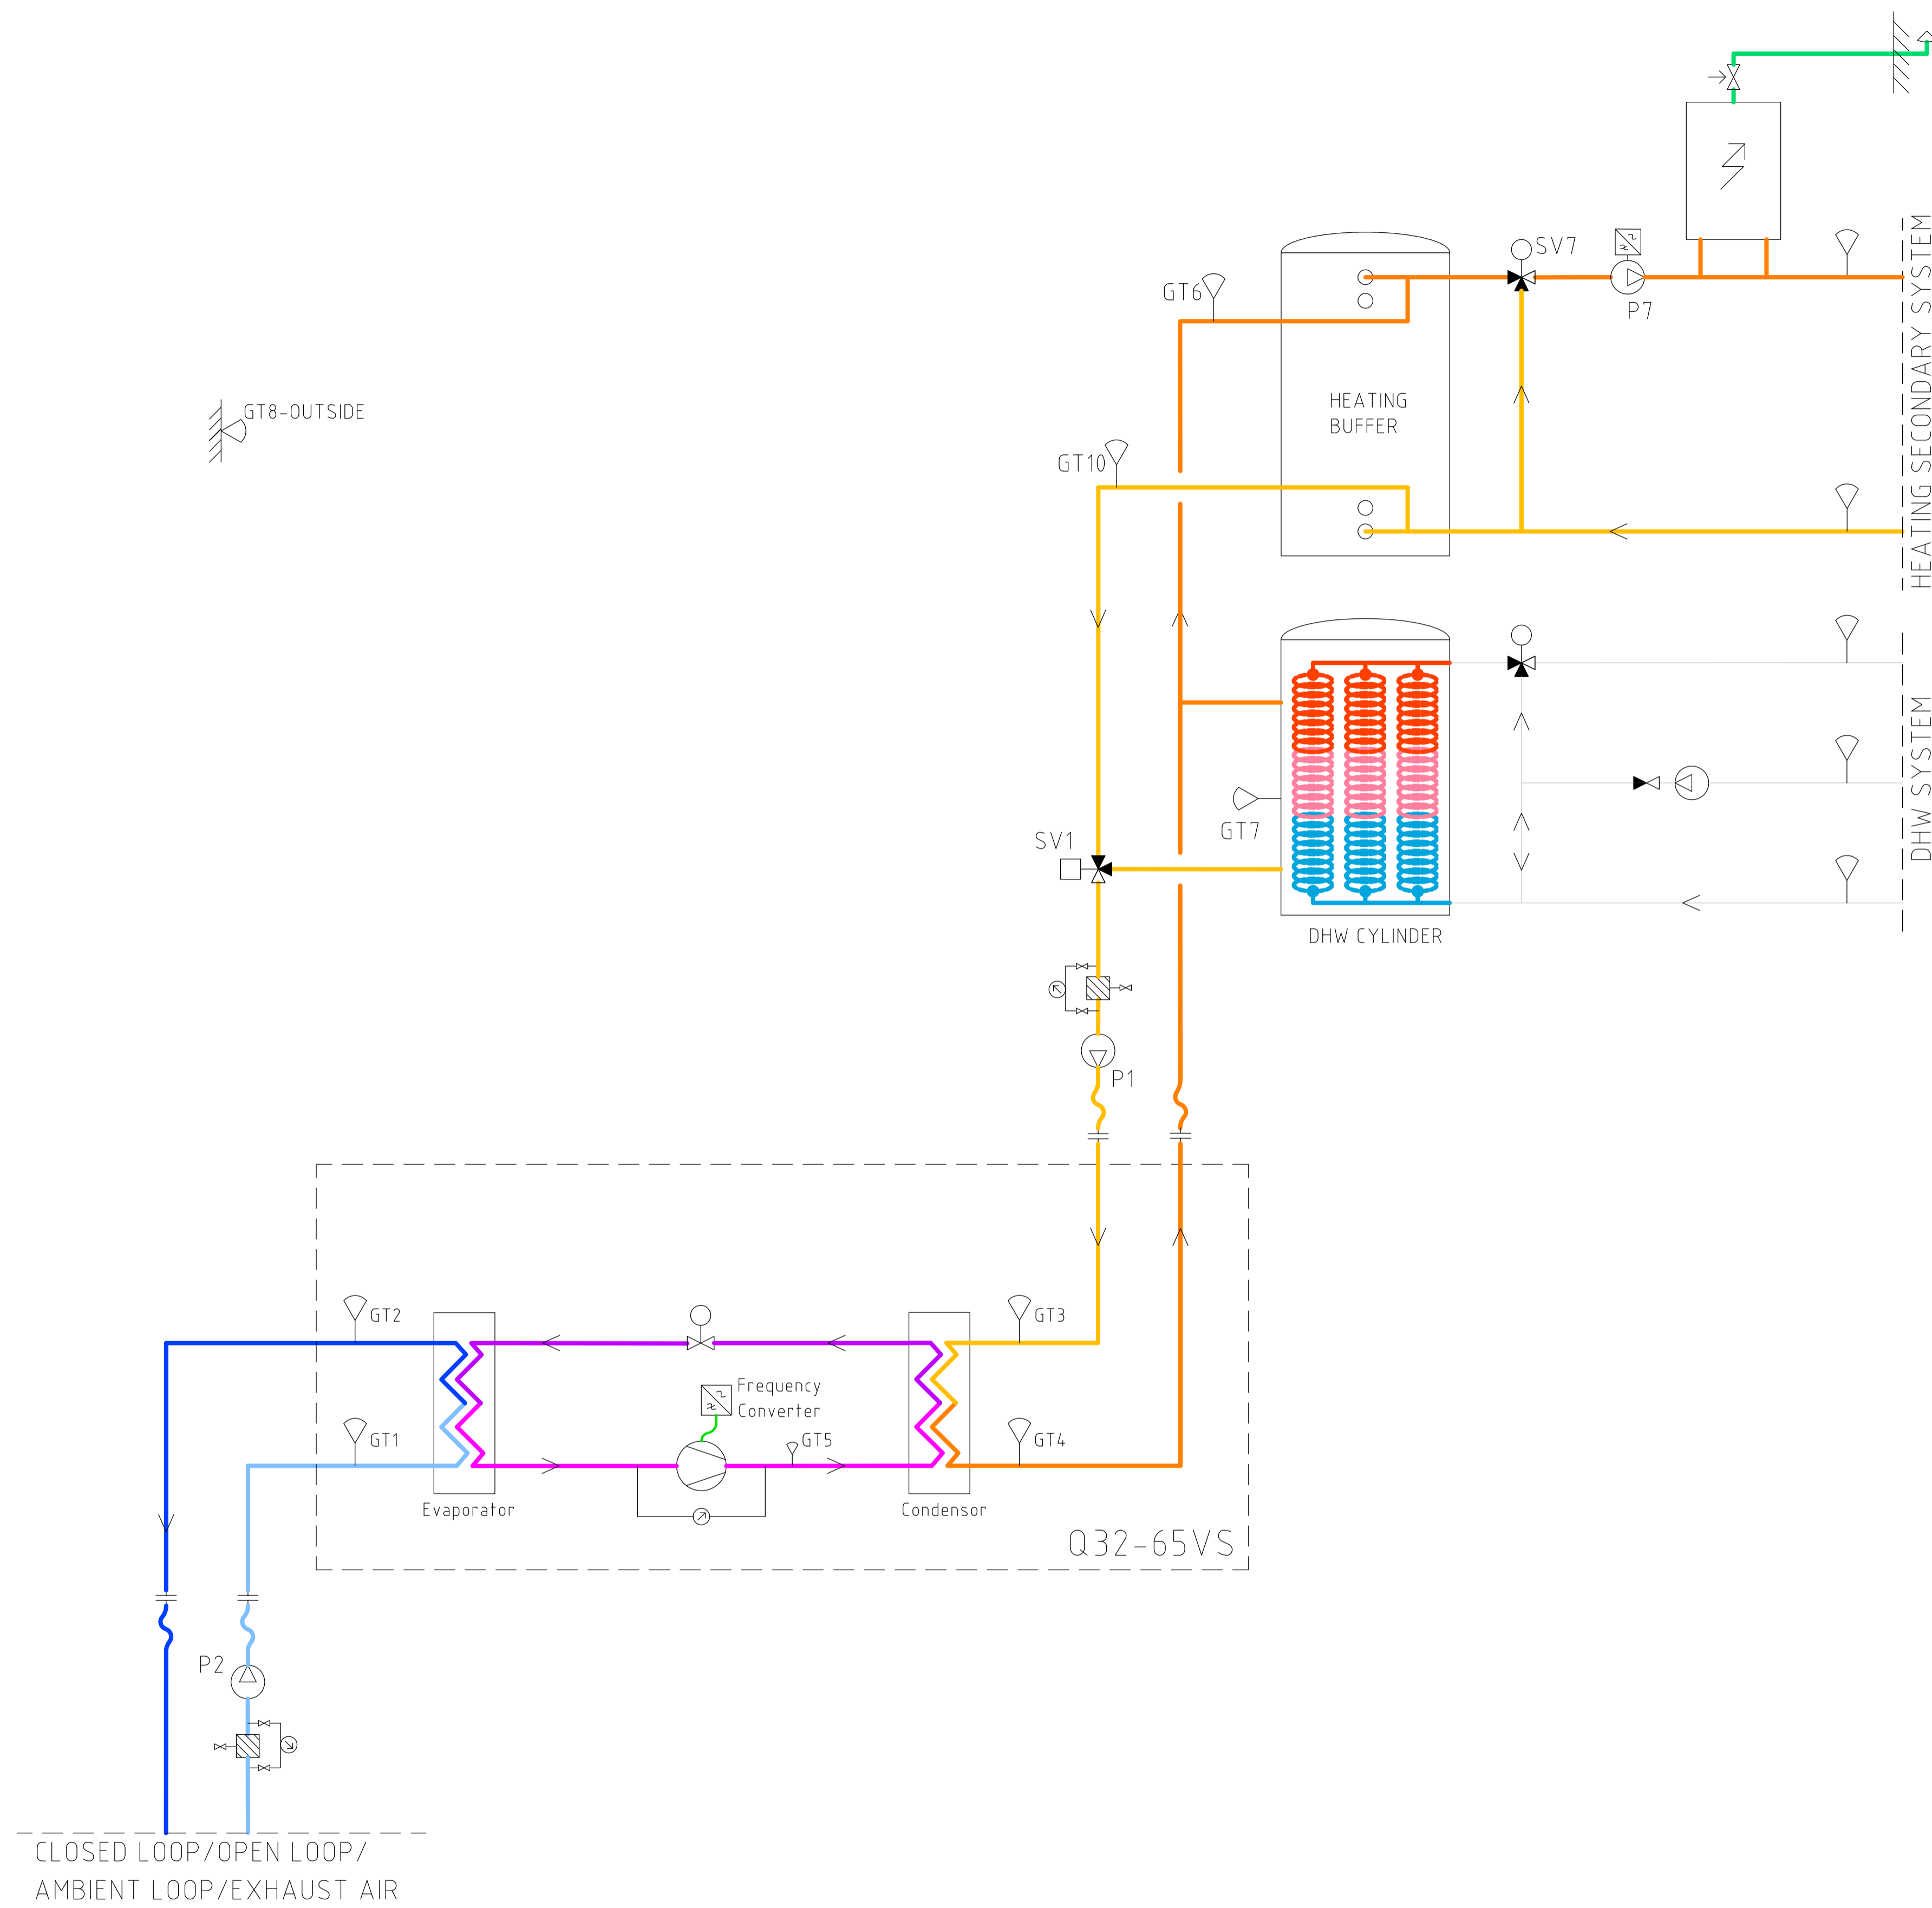 SV7
P7
GT6
HEATING
BUFFER
GT8-OUTSIDE
GT10
HEATING SECONDARY SYSTEM
GT7
SV1
DHW SYSTEM
DHW CYLINDER
P1
GT2
GT3
Frequency
Converter
GT1
GT5
GT4
Evaporator
Condensor
Q32-65VS
P2
CLOSED LOOP/OPEN LOOP/
AMBIENT LOOP/EXHAUST AIR